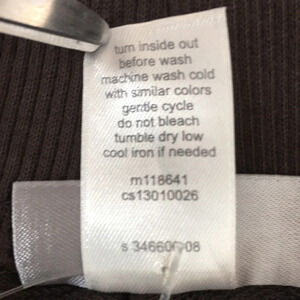 turn inside out
before wash
machine wash cold
with similar colors
gentle cycle
do not bleach
tumble dry low
cool iron if needed
m118641
cs13010026
s